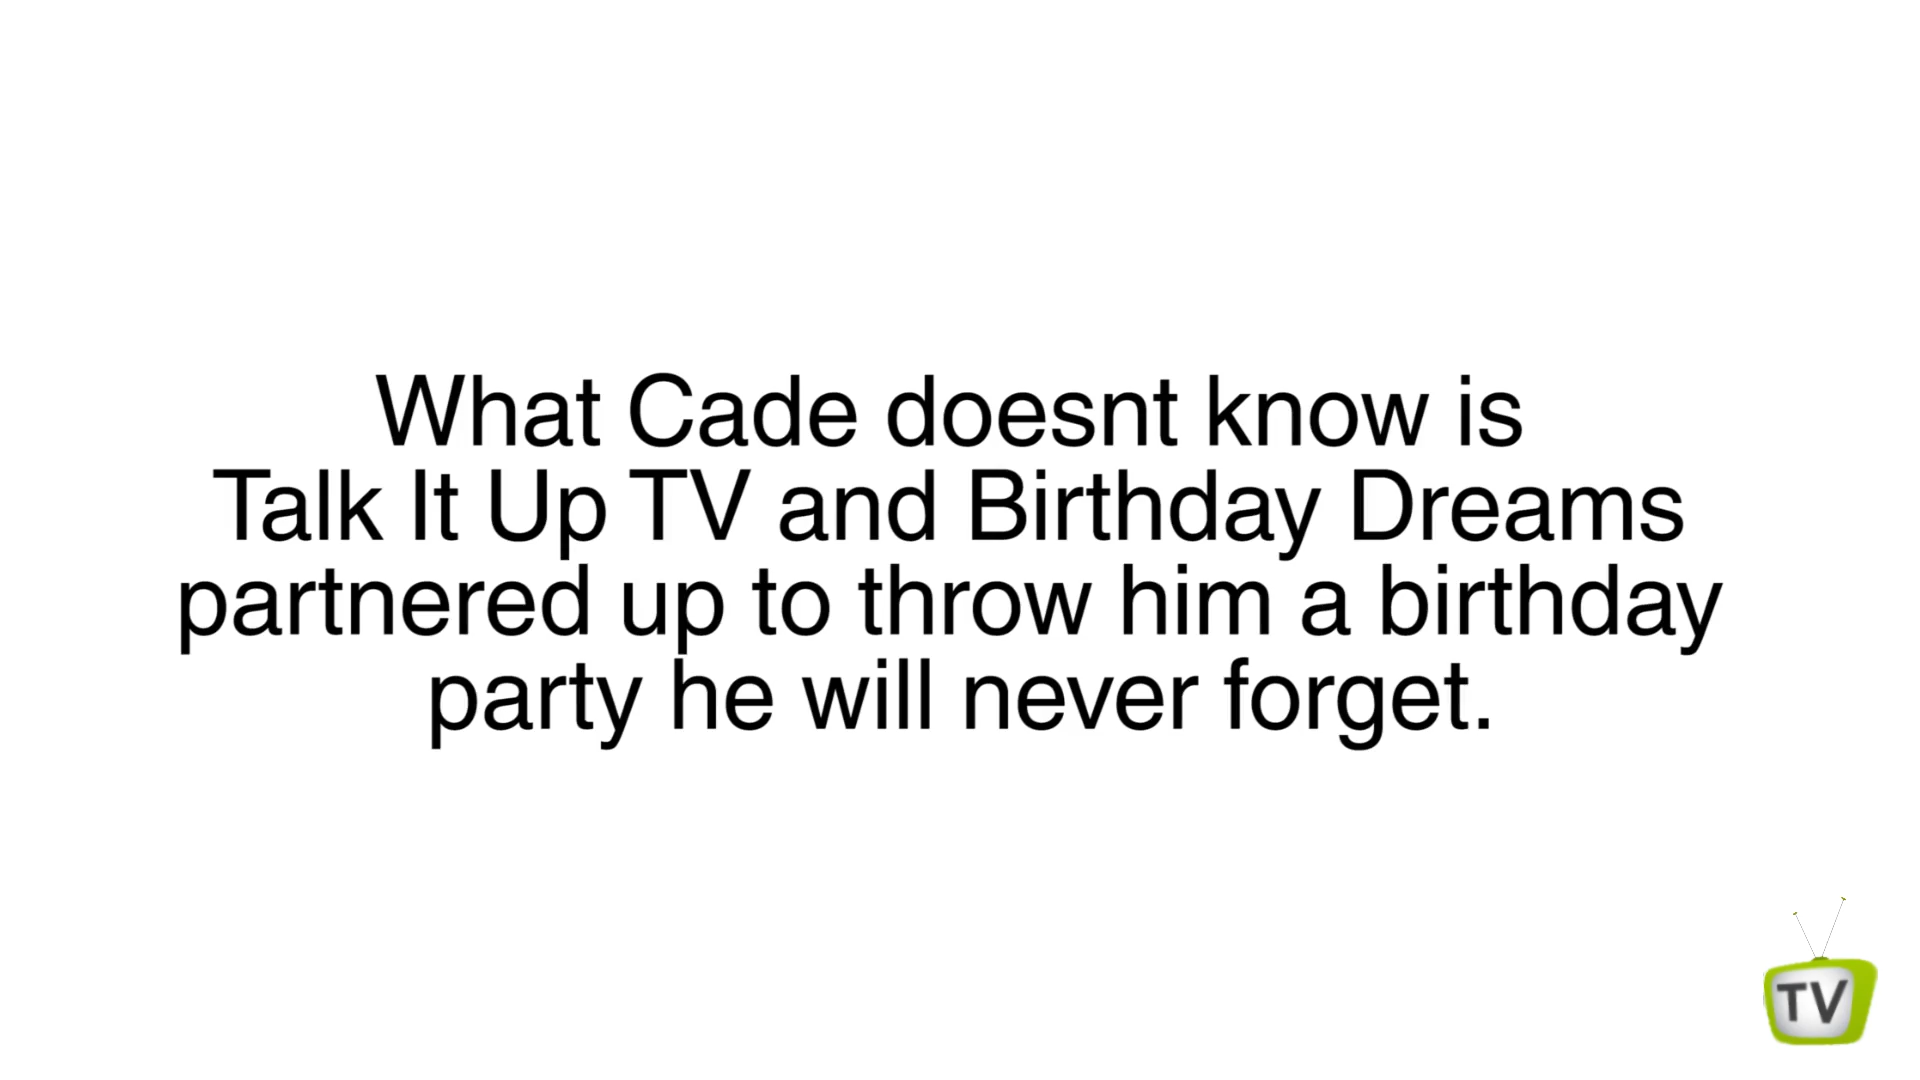 What Cade doesnt know is
Talk It Up TV and Birthday Dreams
partnered up to throw him a birthday
party he will never forget.
TV